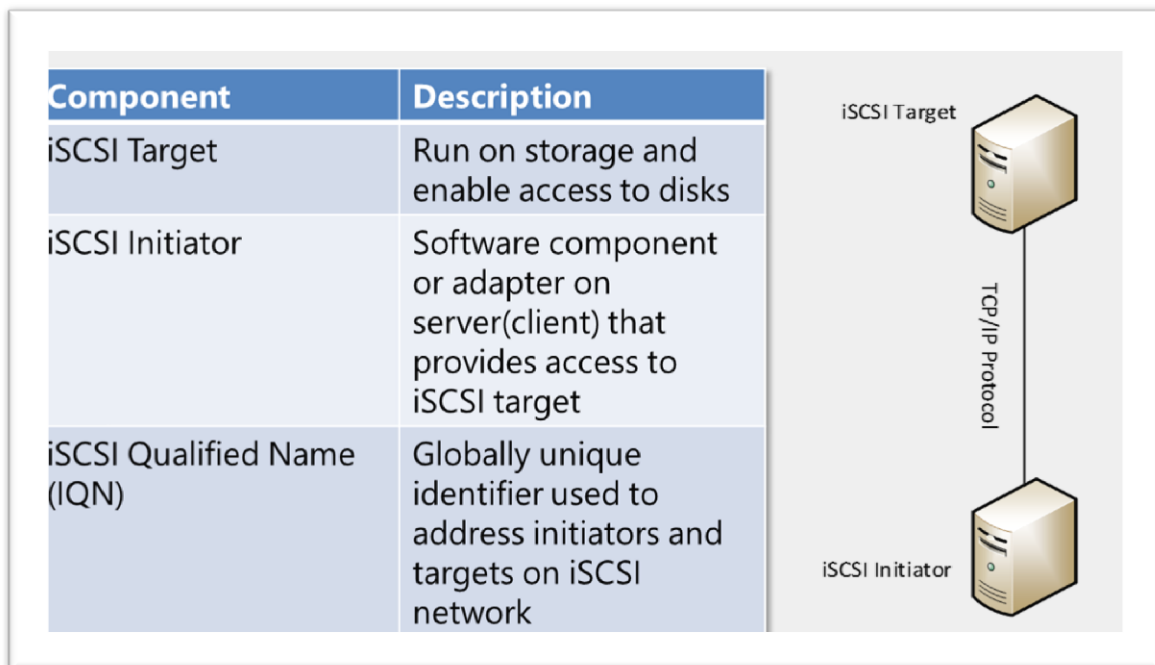 Component
Description
iSCSI Target
Run on storage and
enable access to disks
iSCSI Initiator
Software component
or adapter on
server(client) that
provides access to
iSCSI target
iSCSI Qualified Name
(IQN)
Globally unique
identifier used to
address initiators and
targets on iSCSI
network
iSCSI Target
TCP/IP Protocol
iSCSI Initiator